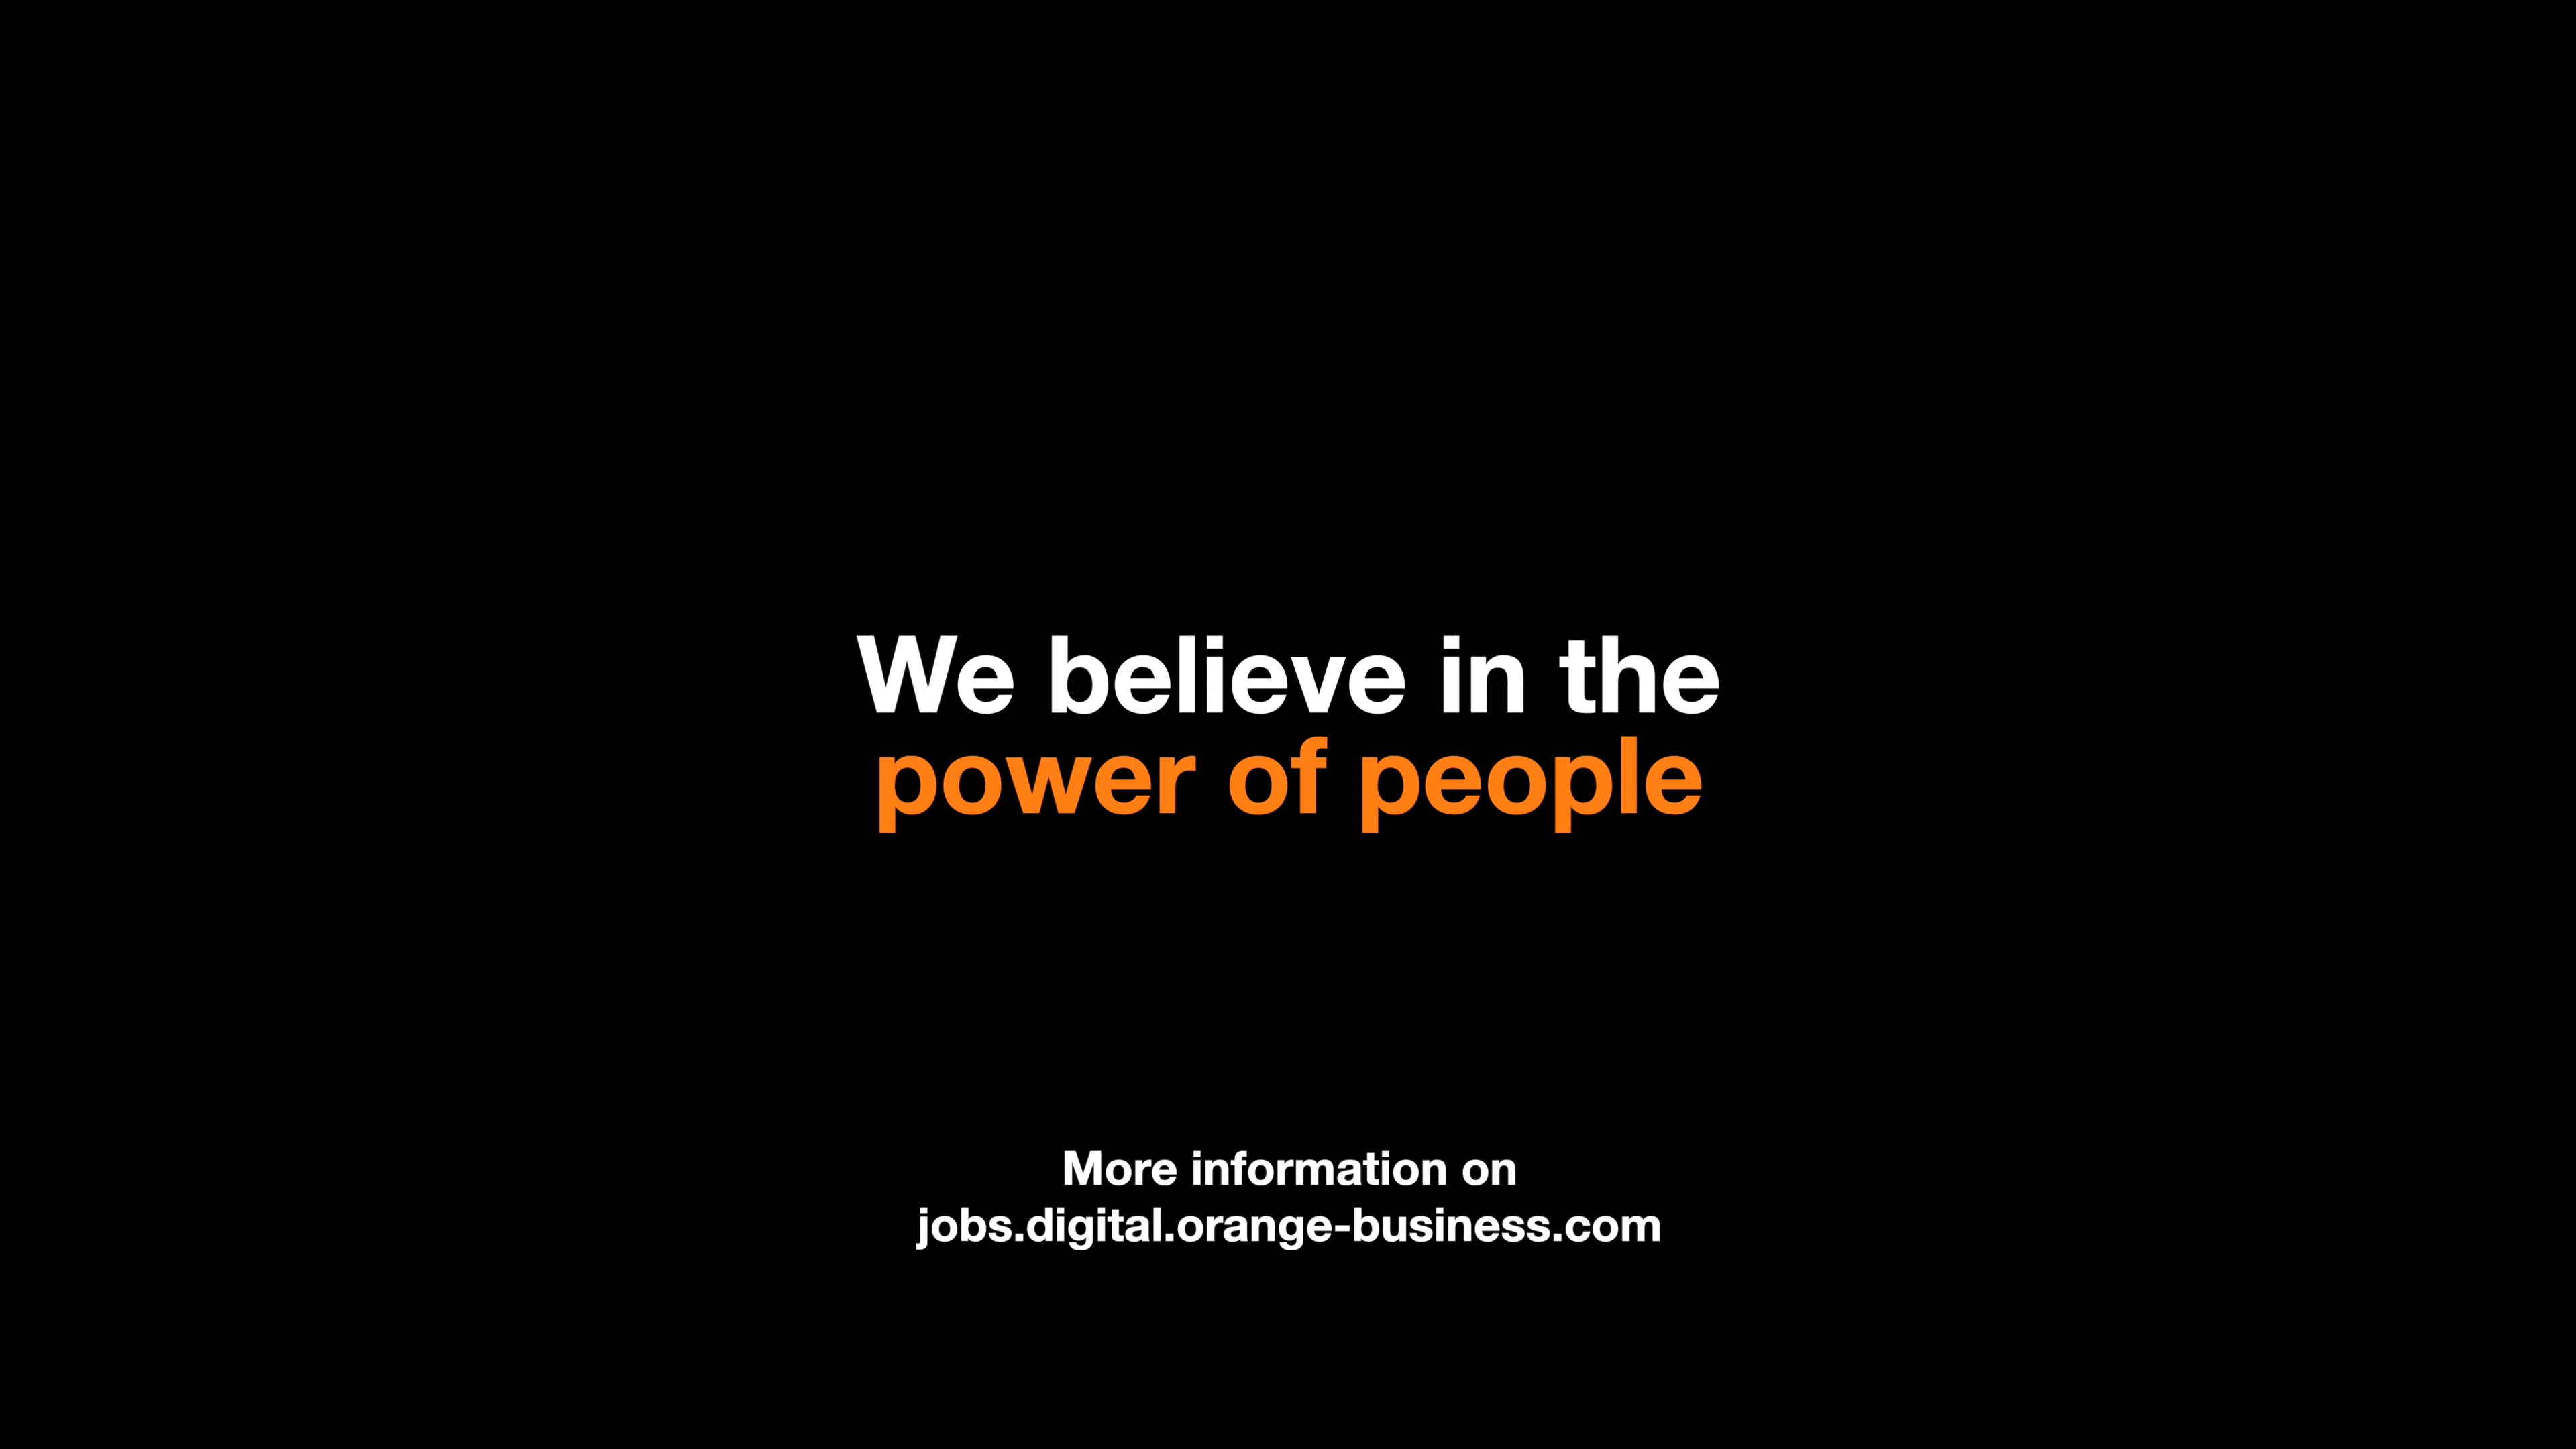 We believe in the
power of people
More information on
jobs.digital.orange-business.com